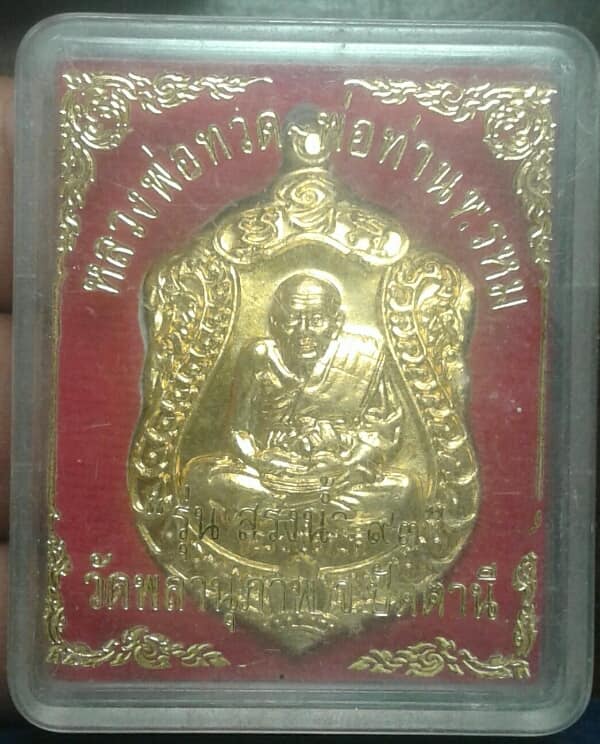 หลวงพ่อทวด พ่อท่านพรหม
"รุ่น สรงน้ำ ๙๓"
วัดพลานุภาพ จ.ปัตตานี